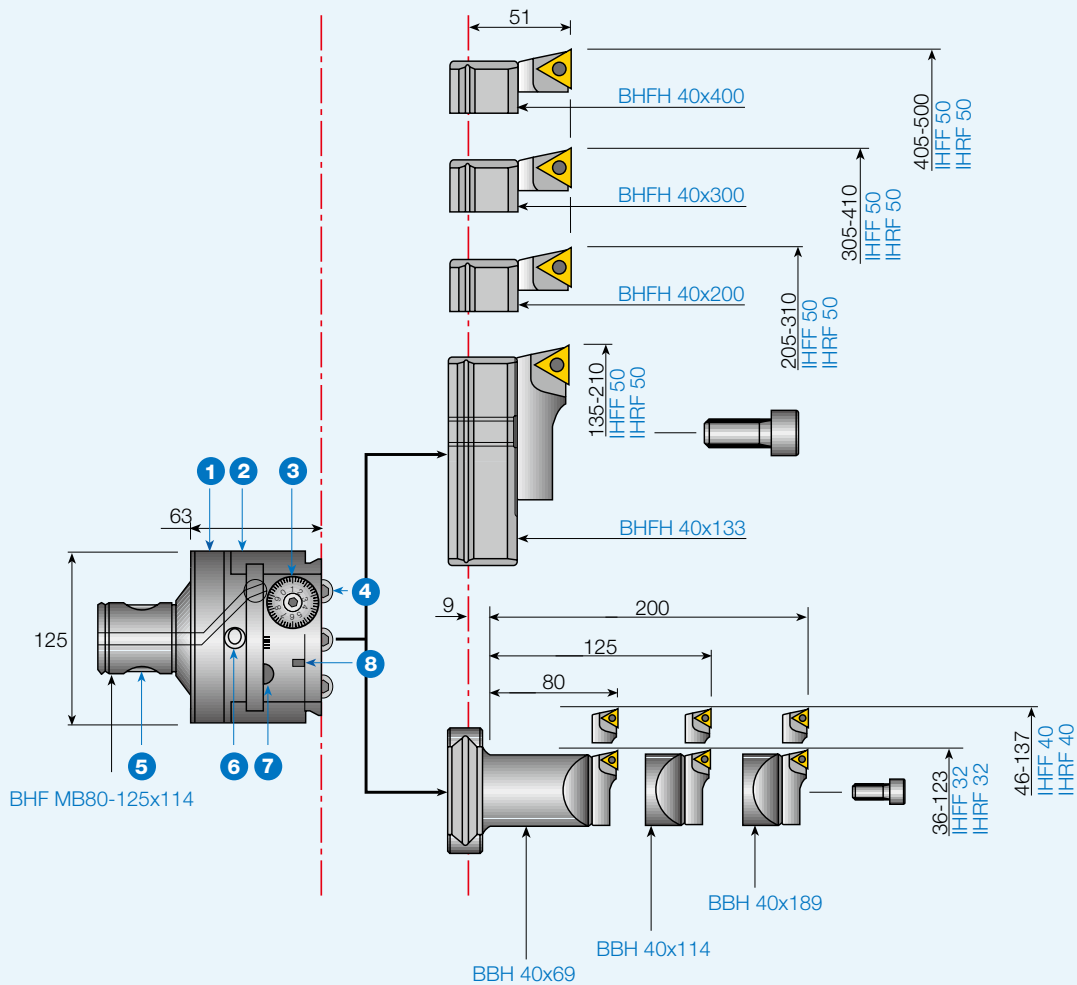 51
BHFH 40x400
405-500
IHFF 50
IHRF 50
BHFH 40x300
305-410
IHFF 50
IHRF 50
BHFH 40x200
205-310
IHFF 50
IHRF 50
135-210
IHFF 50
IHRF 50
BHFH 40x133
1
2
3
63
4
125
8
5
6
7
BHF MB80-125x114
9
200
125
80
46-137
IHFF 40
IHRF 40
36-123
IHFF 32
IHRF 32
BBH 40x189
BBH 40x114
BBH 40x69